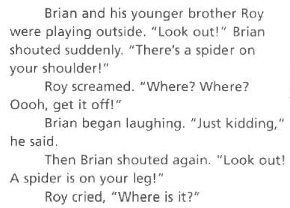 Brian and his younger brother Roy
were playing outside. "Look out!" Brian
shouted suddenly. "There's a spider on
your shoulder!"
Roy screamed. "Where? Where?
Oooh, get it off!"
Brian began laughing. "Just kidding,"
he said.
Then Brian shouted again. "Look out!
A spider is on your leg!"
Roy cried, "Where is it?"